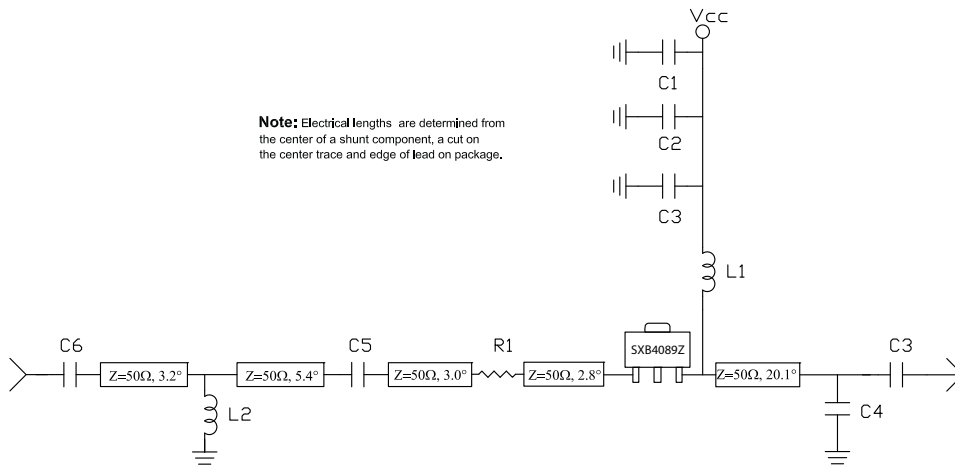 Vcc
C1
Note: Electrical lengths are determined from
the center of a shunt component, a cut on
the center trace and edge of lead on package.
C2
C3
L1
C6
Z=50Ω, 3.2°
L2
Z=50Ω, 5.4°
C5
Z=50Ω, 3.0°
R1
Z=50Ω, 2.8°
SXB4089Z
Z=50Ω, 20.1°
C3
C4